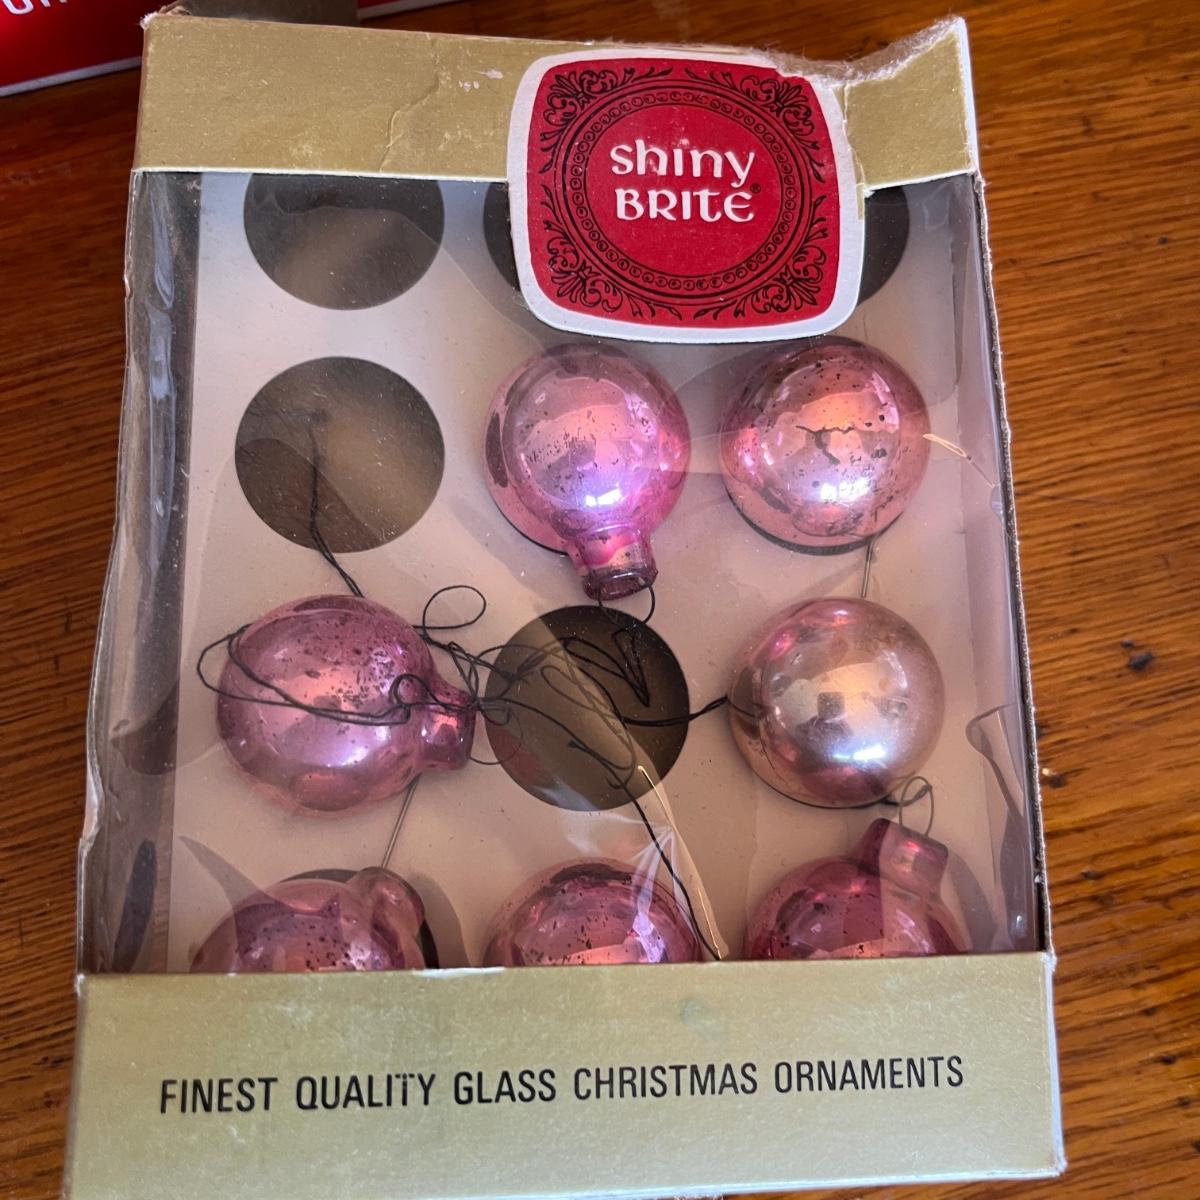 shiny
BRITE®
FINEST QUALITY GLASS CHRISTMAS ORNAMENTS